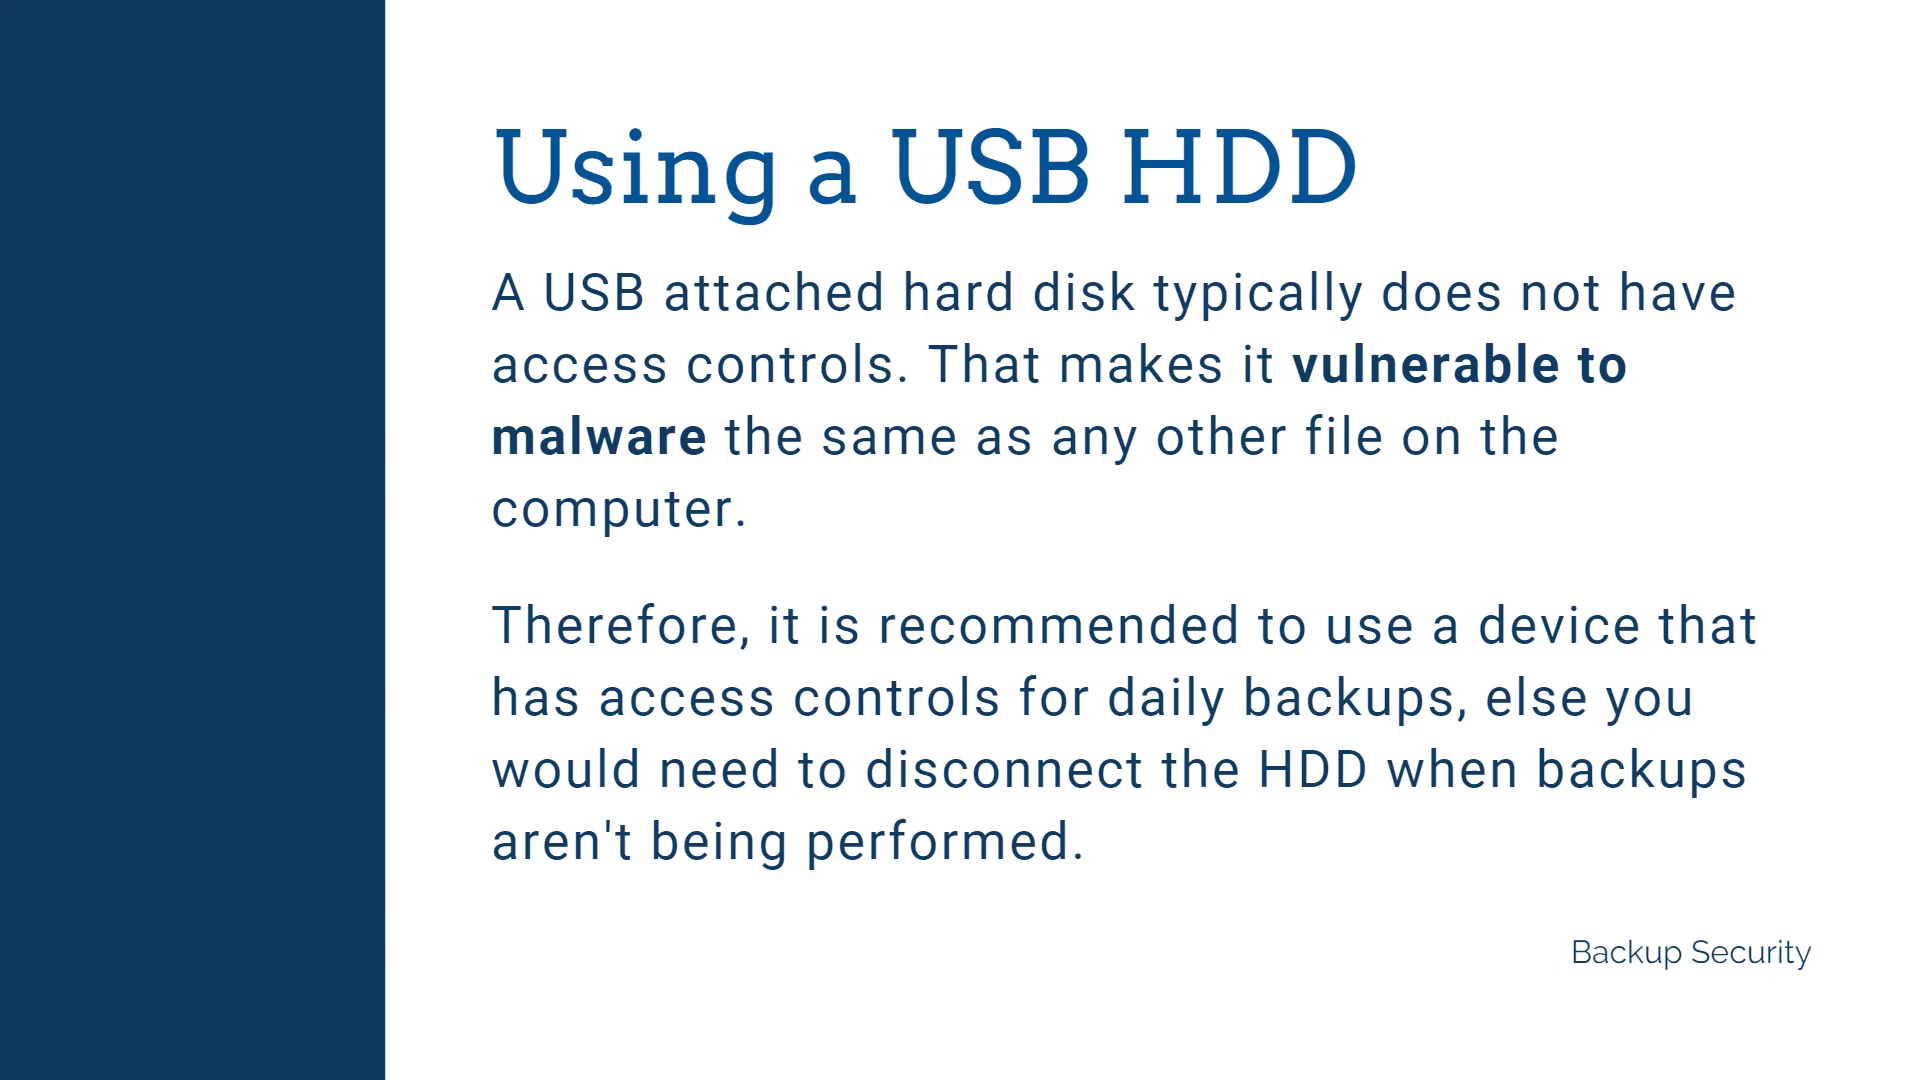 Using a USB HDD
A USB attached hard disk typically does not have
access controls. That makes it vulnerable to
malware the same as any other file on the
computer.
Therefore, it is recommended to use a device that
has access controls for daily backups, else you
would need to disconnect the HDD when backups
aren't being performed.
Backup Security